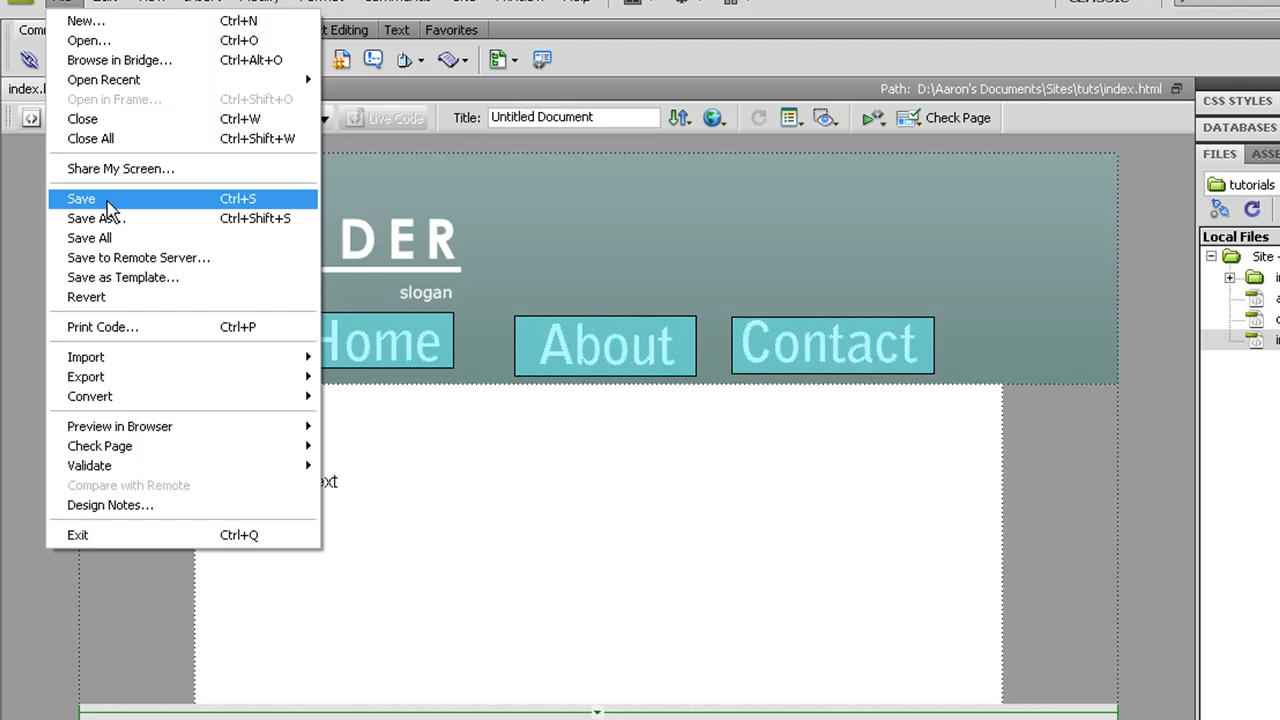 CLASSIC
New... Ctrl+N
Open... Ctrl+O
Browse in Bridge... Ctrl+Alt+O
Open Recent
Open in Frame... Ctrl+Shift+O
Close Ctrl+W
Close All Ctrl+Shift+W
Share My Screen...
Save Ctrl+S
Save As... Ctrl+Shift+S
Save All
Save to Remote Server...
Save as Template...
Revert
Print Code... Ctrl+P
Import
Export
Convert
Preview in Browser
Check Page
Validate
Compare with Remote
Design Notes...
Exit Ctrl+Q
Editing Text Favorites
Path: D:\Aaron's Documents\Sites\tuts\index.html
Live Code Title: Untitled Document Check Page
DER
slogan
Home About Contact
CSS STYLES
DATABASES
FILES
tutorials
Local Files
Site -